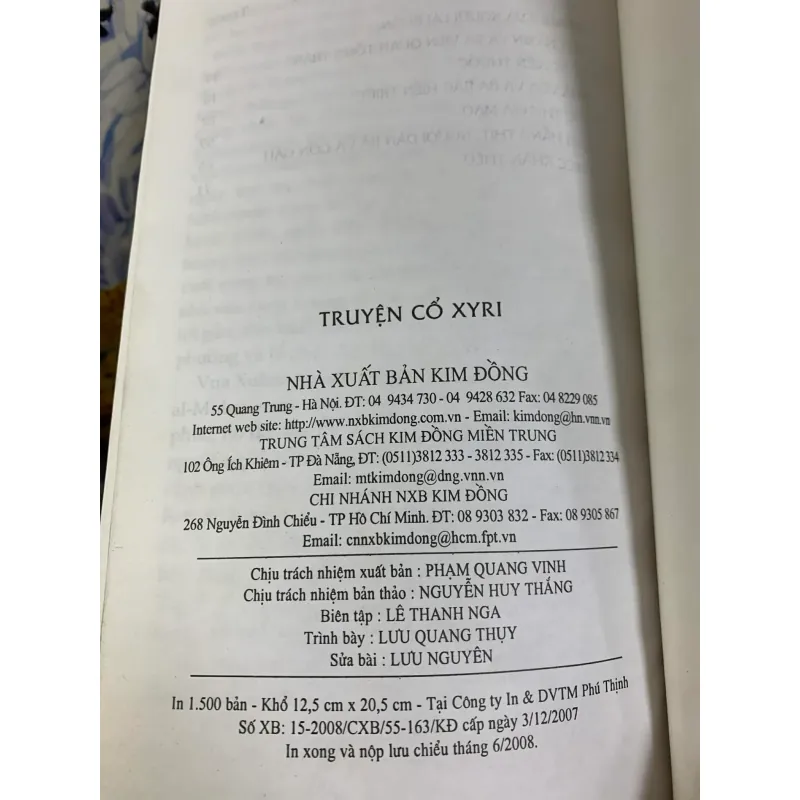 TRUYỆN CỔ XYRI
NHÀ XUẤT BẢN KIM ĐỒNG
55 Quang Trung - Hà Nội. ĐT: 04 9434 730 - 04 9428 632 Fax: 04 8229 085
Internet web site: http://www.nxbkimdong.com.vn - Email: kimdong@hn.vnn.vn
TRUNG TÂM SÁCH KIM ĐỒNG MIỀN TRUNG
102 Ông Ích Khiêm - TP Đà Nẵng, ĐT: (0511)3812 333 - 3812 335 - Fax: (0511)3812 334
Email: mtkimdong@dng.vnn.vn
CHI NHÁNH NXB KIM ĐỒNG
268 Nguyễn Đình Chiểu - TP Hồ Chí Minh. ĐT: 08 9303 832 - Fax: 08 9305 867
Email: cnnxbkimdong@hcm.fpt.vn
Chịu trách nhiệm xuất bản : PHẠM QUANG VINH
Chịu trách nhiệm bản thảo : NGUYỄN HUY THẮNG
Biên tập : LÊ THANH NGA
Trình bày : LƯU QUANG THỤY
Sửa bài : LƯU NGUYÊN
In 1.500 bản - Khổ 12,5 cm x 20,5 cm - Tại Công ty In & DVTM Phú Thịnh
Số XB: 15-2008/CXB/55-163/KĐ cấp ngày 3/12/2007
In xong và nộp lưu chiểu tháng 6/2008.